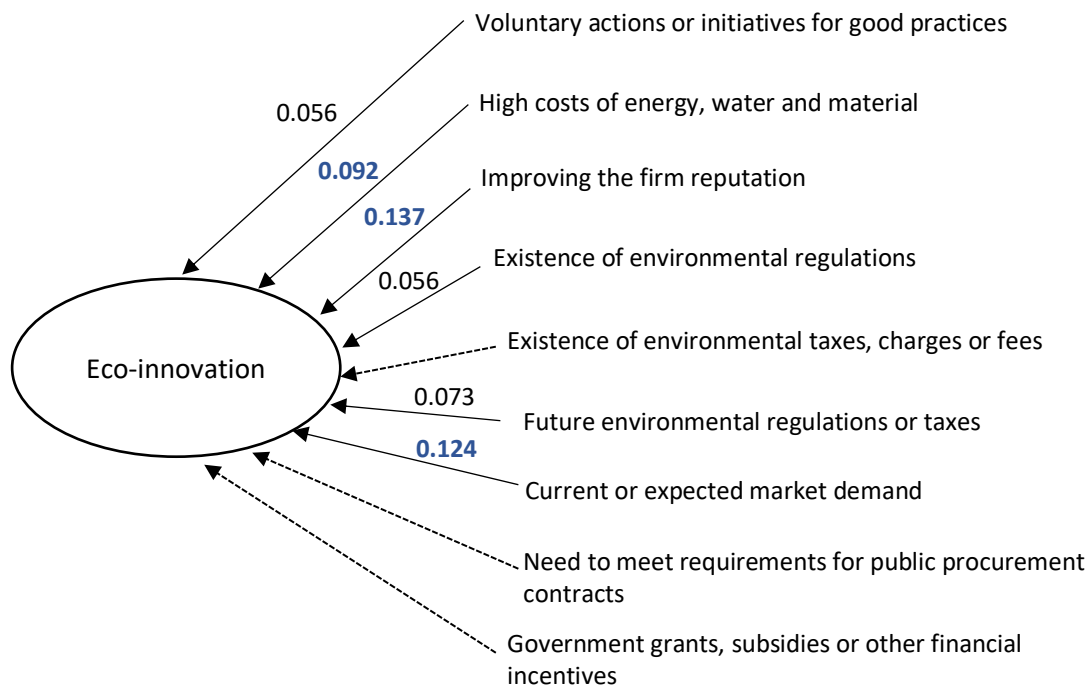 Voluntary actions or initiatives for good practices
0.056
High costs of energy, water and material
0.092
Improving the firm reputation
0.137
Existence of environmental regulations
0.056
Existence of environmental taxes, charges or fees
Eco-innovation
0.073
Future environmental regulations or taxes
0.124
Current or expected market demand
Need to meet requirements for public procurement
contracts
Government grants, subsidies or other financial
incentives